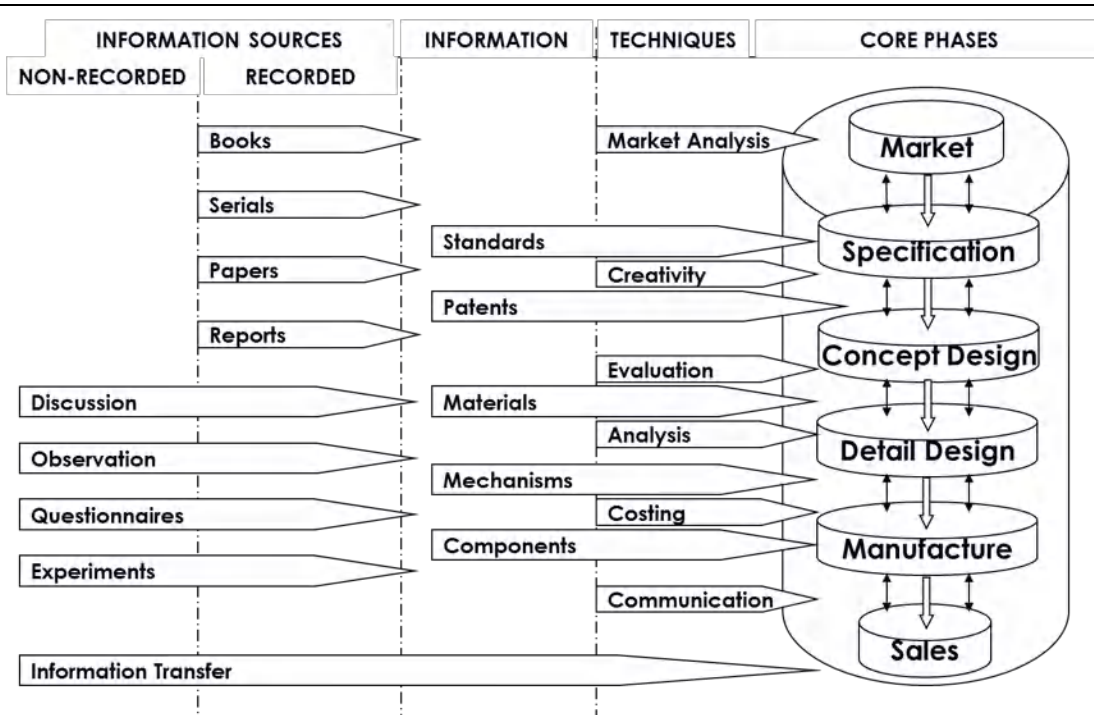 INFORMATION SOURCES
INFORMATION
TECHNIQUES
CORE PHASES
NON-RECORDED
RECORDED
Books
Market Analysis
Market
Serials
Standards
Specification
Papers
Creativity
Patents
Reports
Concept Design
Evaluation
Discussion
Materials
Analysis
Detail Design
Observation
Mechanisms
Questionnaires
Costing
Components
Manufacture
Experiments
Communication
Sales
Information Transfer